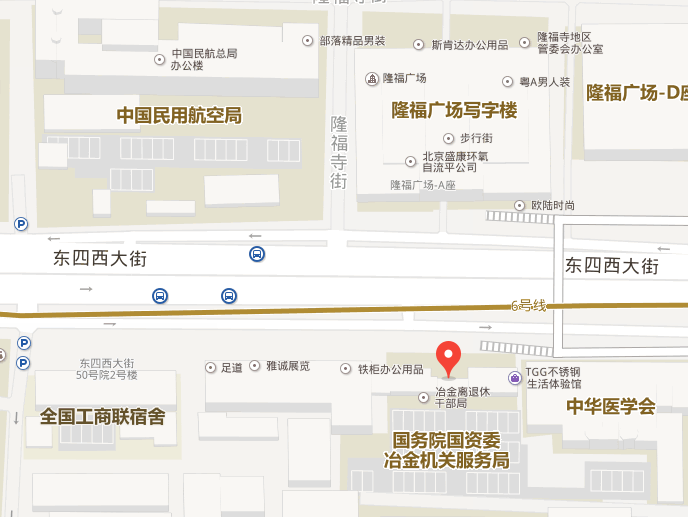 隆福寺街
部落精品男装
斯肯达办公用品
隆福寺地区
管委会办公室
中国民航总局
办公楼
隆福广场
粤A男人装
隆福广场-D座
中国民用航空局
隆福广场写字楼
隆福寺街
步行街
北京盛康环氧
自流平公司
隆福广场-A座
欧陆时尚
P
东四西大街
东四西大街
6号线
P
P
东四西大街
50号院2号楼
足道
雅诚展览
铁柜办公用品
TGG不锈钢
生活体验馆
冶金离退休
干部局
全国工商联宿舍
中华医学会
国务院国资委
冶金机关服务局